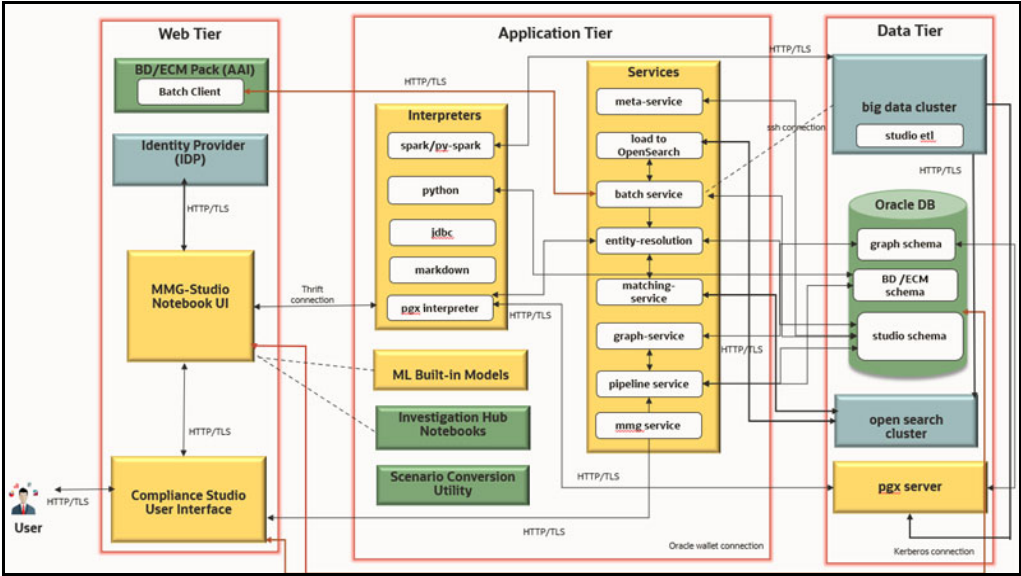 Web Tier
BD/ECM Pack (AAI)
Batch Client
Identity Provider
(IDP)
HTTP/TLS
MMG-Studio
Notebook UI
HTTP/TLS
Compliance Studio
User Interface
HTTP/TLS
User
Application Tier
HTTP/TLS
HTTP/TLS
Interpreters
spark/py-spark
python
jdbc
markdown
pgx interpreter
Thrift
connection
HTTP/TLS
ML Built-in Models
Investigation Hub
Notebooks
Scenario Conversion
Utility
Services
meta-service
load to
OpenSearch
batch service
entity-resolution
matching-
service
graph-service
pipeline service
mmg service
HTTP/TLS
ssh connection
HTTP/TLS
HTTP/TLS
Oracle wallet connection
Data Tier
big data cluster
studio etl
HTTP/TLS
Oracle DB
graph schema
BD /ECM
schema
studio schema
open search
cluster
pgx server
Kerberos connection